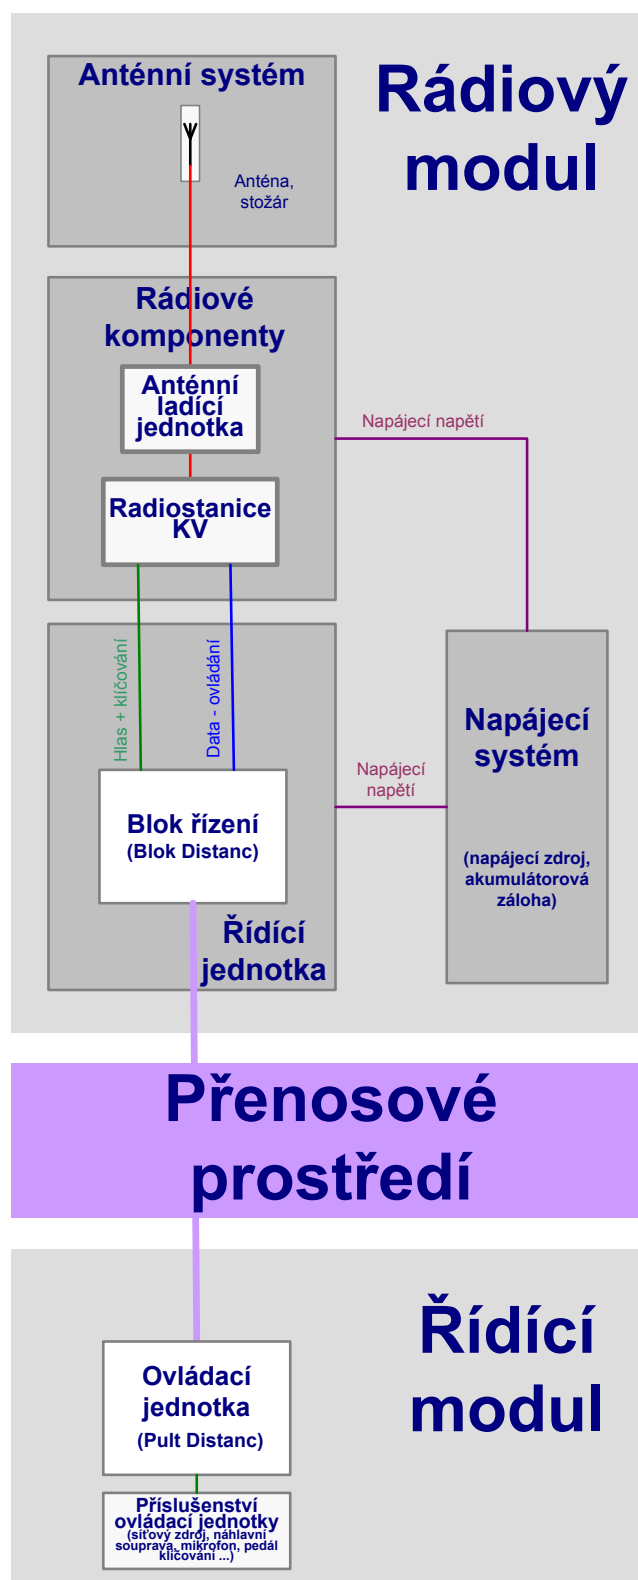 Rádiový
modul
Anténní systém
Anténa,
stožár
Rádiové
komponenty
Anténní
ladící
jednotka
Napájecí napětí
Radiostanice
KV
Hlas + klíčování
Data - ovládání
Napájecí
systém
(napájecí zdroj,
akumulátorová
záloha)
Napájecí
napětí
Blok řízení
(Blok Distanc)
Řídící
jednotka
Přenosové
prostředí
Řídící
modul
Ovládací
jednotka
(Pult Distanc)
Příslušenství
ovládací jednotky
(síťový zdroj, náhlavní
souprava, mikrofon, pedál
klíčování ...)